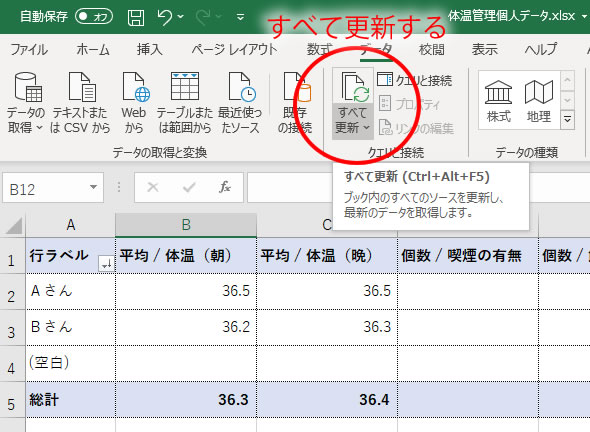 自動保存 オフ 体温管理個人データ.xlsx
すべて更新する
ファイル ホーム 挿入 ページ レイアウト 数式 データ 校閲 表示 ヘルプ
データの取得 テキストまたは CSV から Web から テーブルまたは範囲から 最近使ったソース 既存の接続
すべて更新
クエリと接続
プロパティ
リンクの編集
株式 地理
データの取得と変換 クエリと接続 データの種類
すべて更新 (Ctrl+Alt+F5)
ブック内のすべてのソースを更新し、
最新のデータを取得します。
B12 fx
A B C
1 行ラベル 平均 / 体温（朝） 平均 / 体温（晩） 個数 / 喫煙の有無 個数 /
2 Aさん 36.5 36.5
3 Bさん 36.2 36.3
4 (空白)
5 総計 36.3 36.4